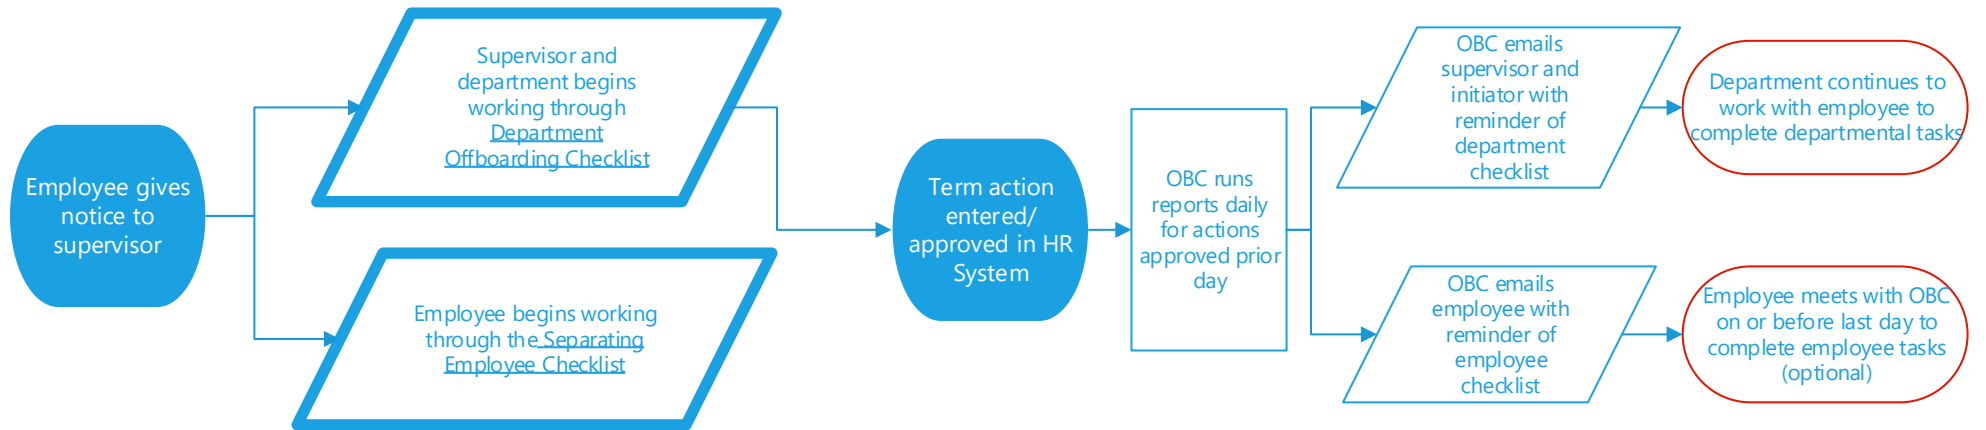 Employee gives
notice to
supervisor
Supervisor and
department begins
working through
Department
Offboarding Checklist
Employee begins working
through the Separating
Employee Checklist
Term action
entered/
approved in HR
System
OBC runs
reports daily
for actions
approved prior
day
OBC emails
supervisor and
initiator with
reminder of
department
checklist
Department continues to
work with employee to
complete departmental tasks
OBC emails
employee with
reminder of
employee
checklist
Employee meets with OBC
on or before last day to
complete employee tasks
(optional)